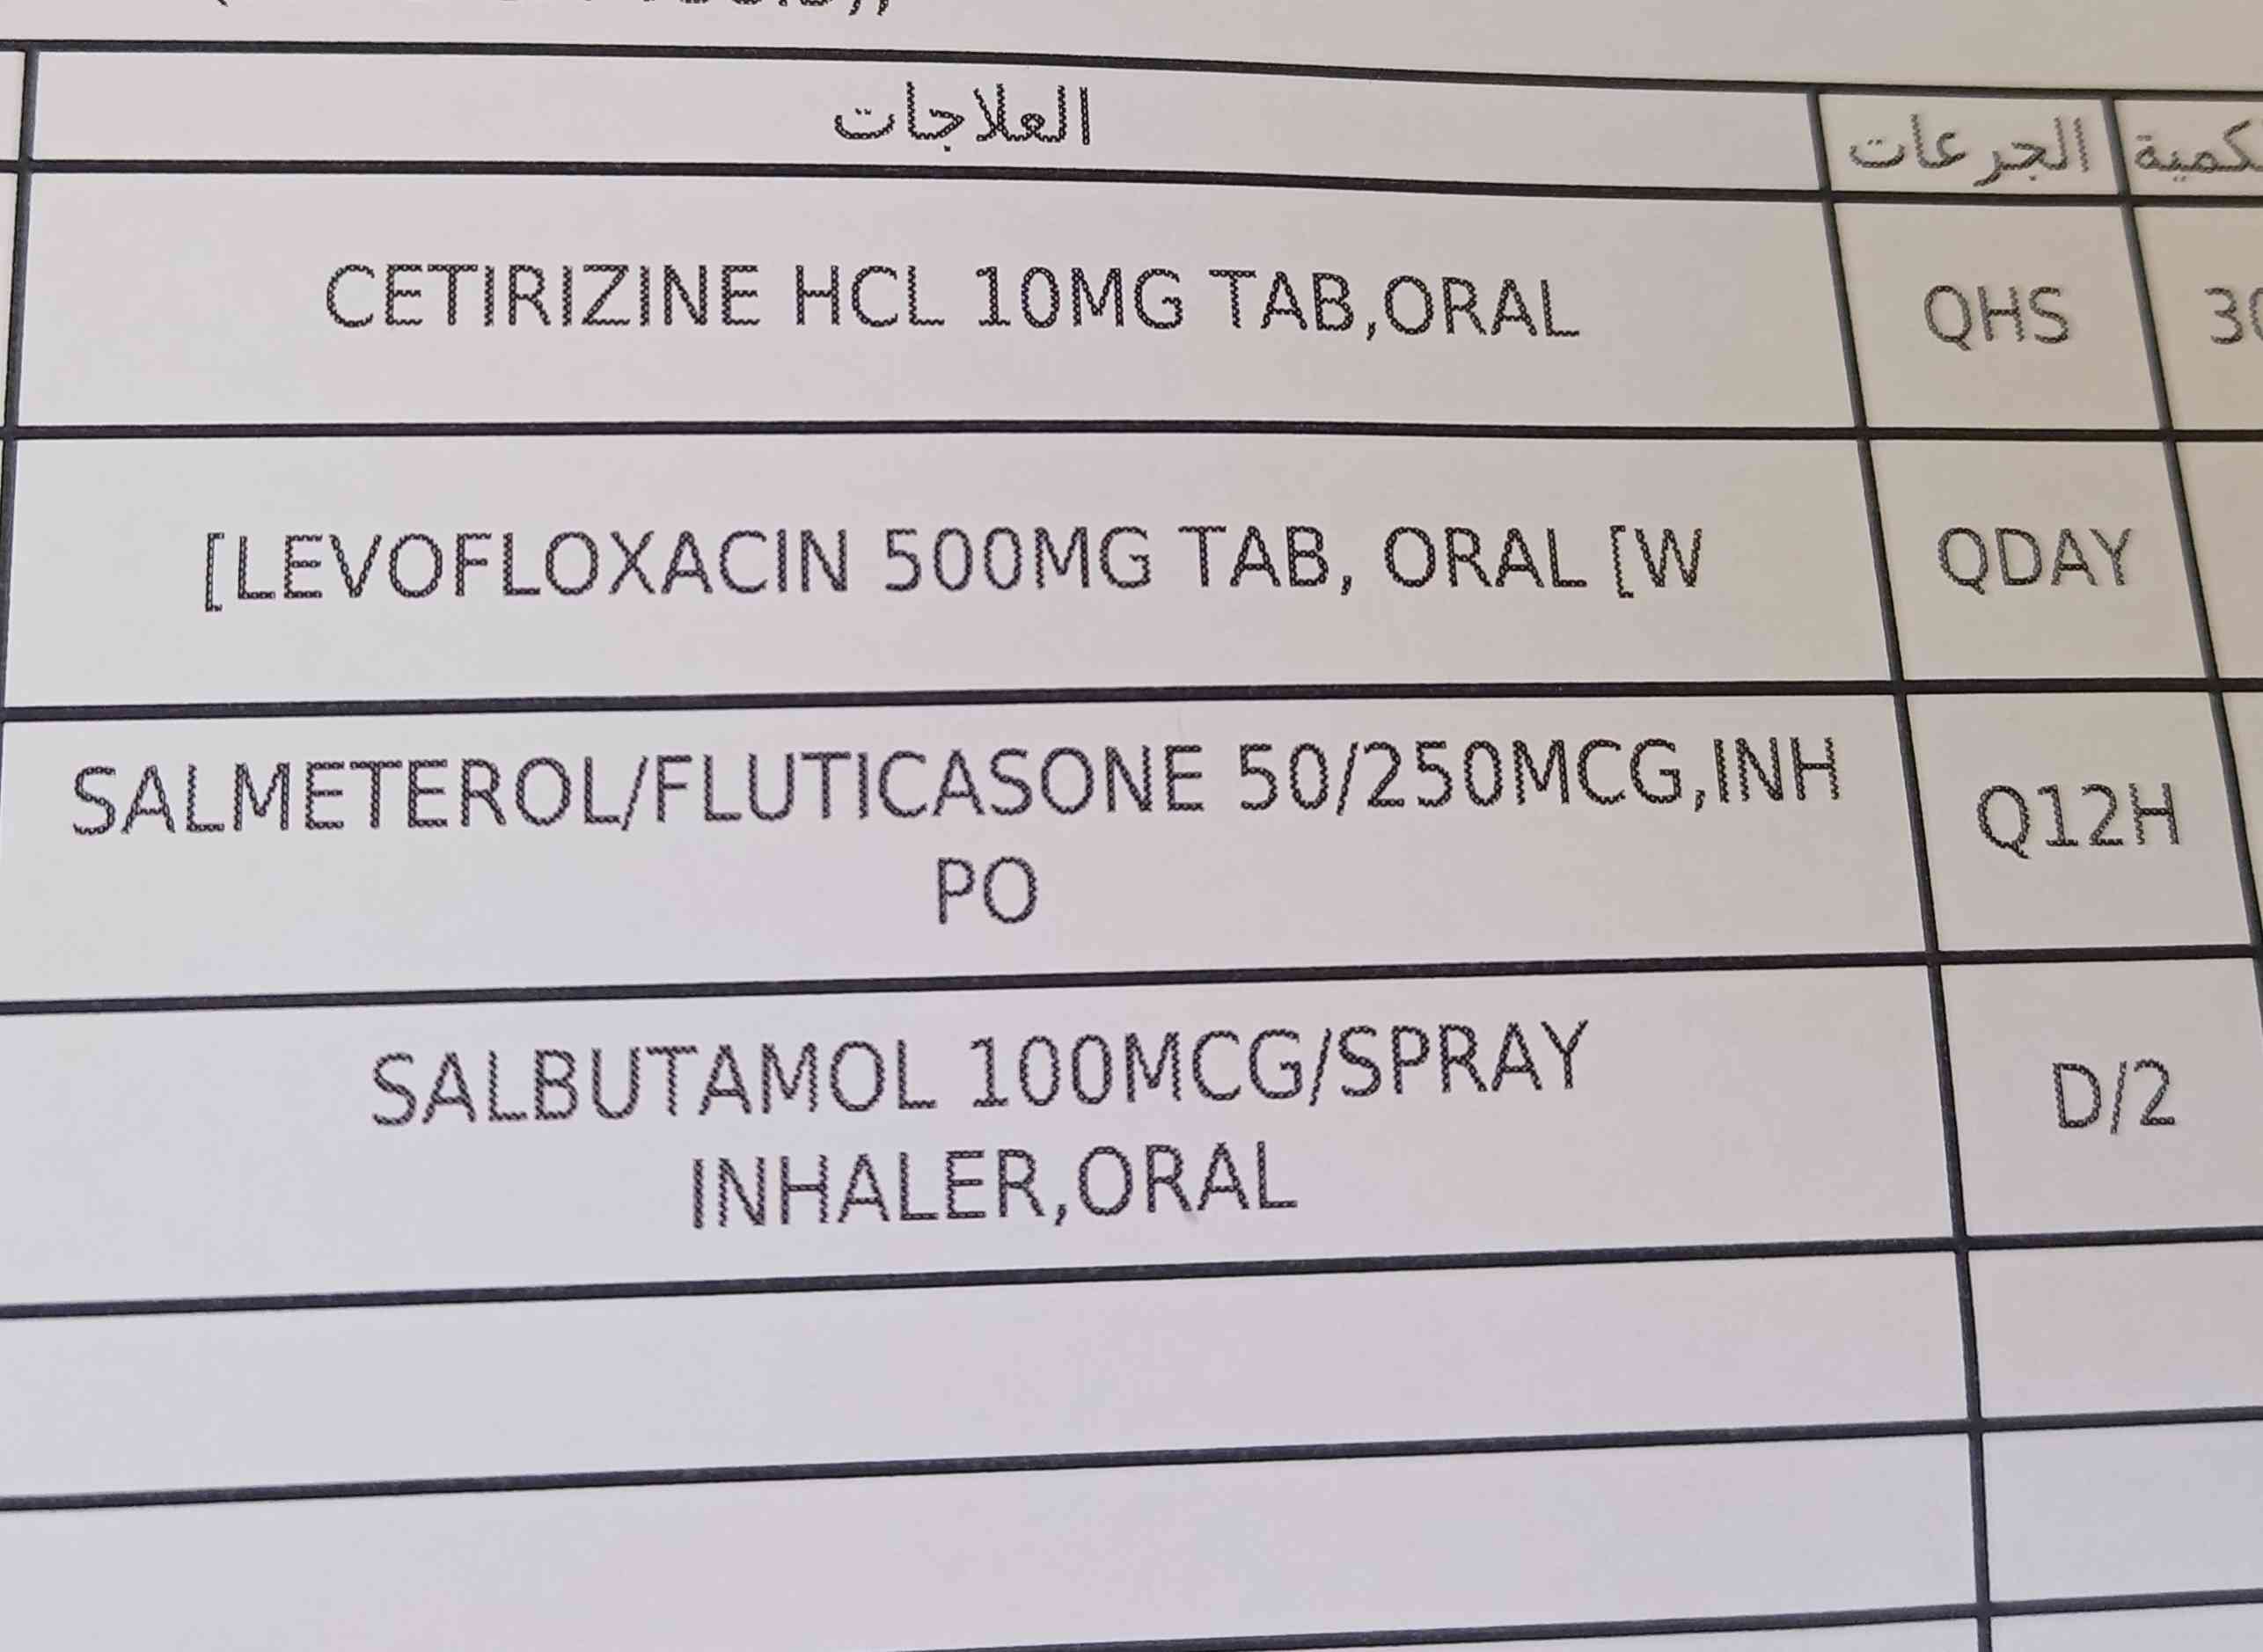 العلاجات الجرعات
CETIRIZINE HCL 10MG TAB,ORAL QHS
[LEVOFLOXACIN 500MG TAB, ORAL [W QDAY
SALMETEROL/FLUTICASONE 50/250MCG,INH
PO
Q12H
SALBUTAMOL 100MCG/SPRAY
INHALER,ORAL
D/2